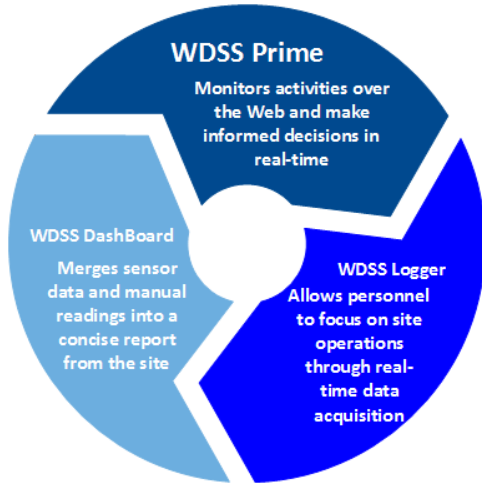 WDSS Prime
Monitors activities over
the Web and make
informed decisions in
real-time
WDSS DashBoard
Merges sensor
data and manual
readings into a
concise report
from the site
WDSS Logger
Allows personnel
to focus on site
operations
through real-
time data
acquisition